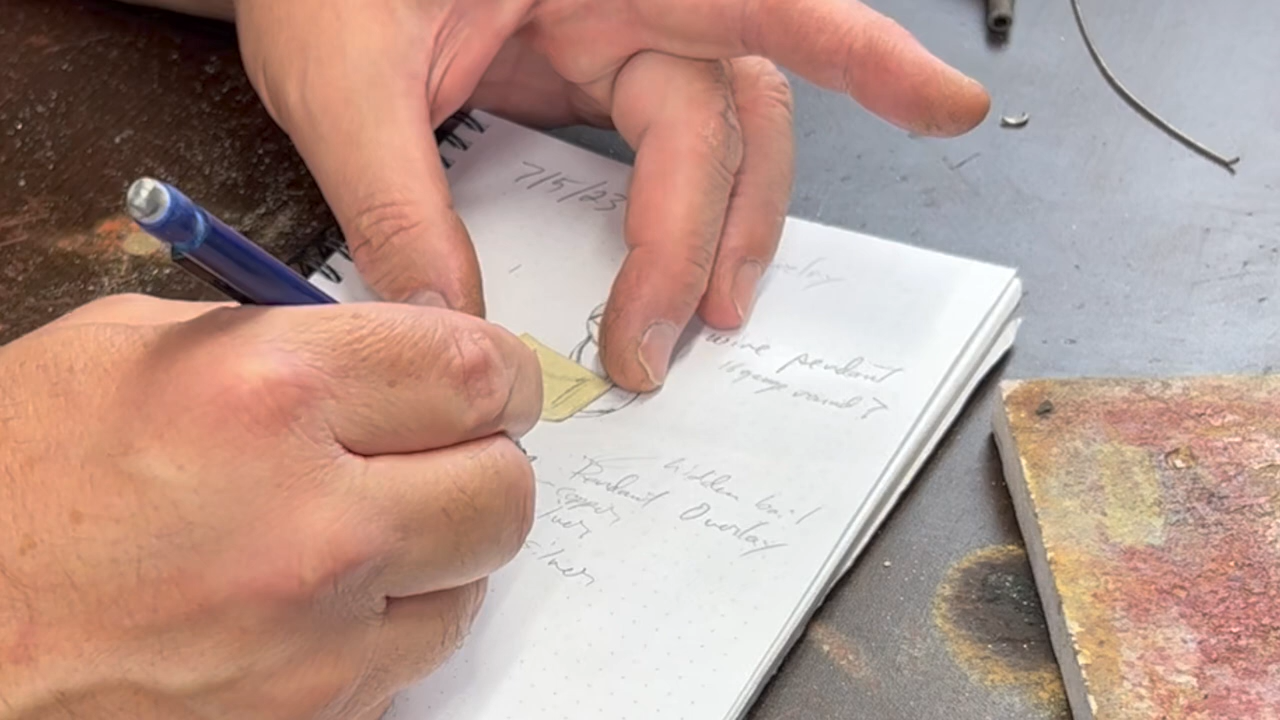 7/5/23
wire pendant
16 gauge round?
hidden bail
Pendant Overlay
copper
silver